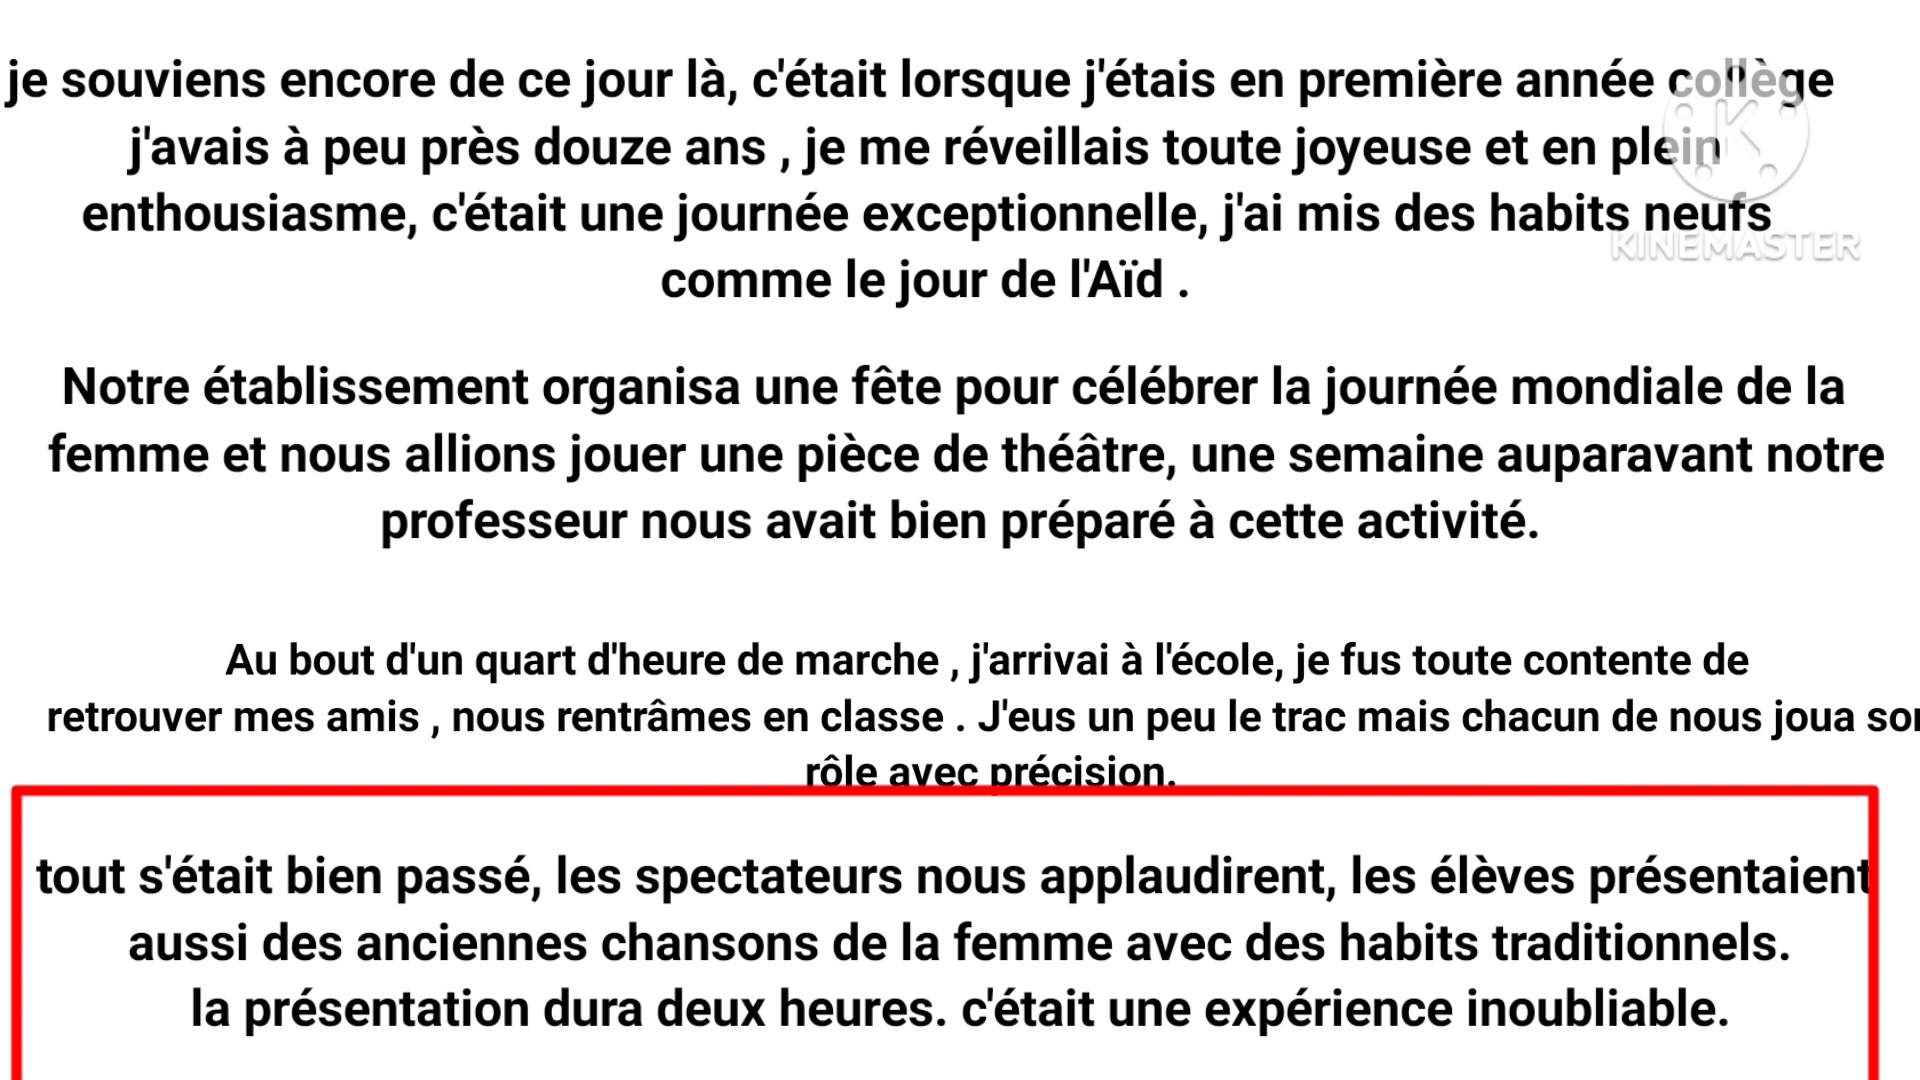 je souviens encore de ce jour là, c'était lorsque j'étais en première année collège
j'avais à peu près douze ans , je me réveillais toute joyeuse et en plein
enthousiasme, c'était une journée exceptionnelle, j'ai mis des habits neufs
KINEMASTER
comme le jour de l'Aïd .
Notre établissement organisa une fête pour célébrer la journée mondiale de la
femme et nous allions jouer une pièce de théâtre, une semaine auparavant notre
professeur nous avait bien préparé à cette activité.
Au bout d'un quart d'heure de marche , j'arrivai à l'école, je fus toute contente de
retrouver mes amis , nous rentrâmes en classe . J'eus un peu le trac mais chacun de nous joua son
rôle avec précision.
tout s'était bien passé, les spectateurs nous applaudirent, les élèves présentaient
aussi des anciennes chansons de la femme avec des habits traditionnels.
la présentation dura deux heures. c'était une expérience inoubliable.